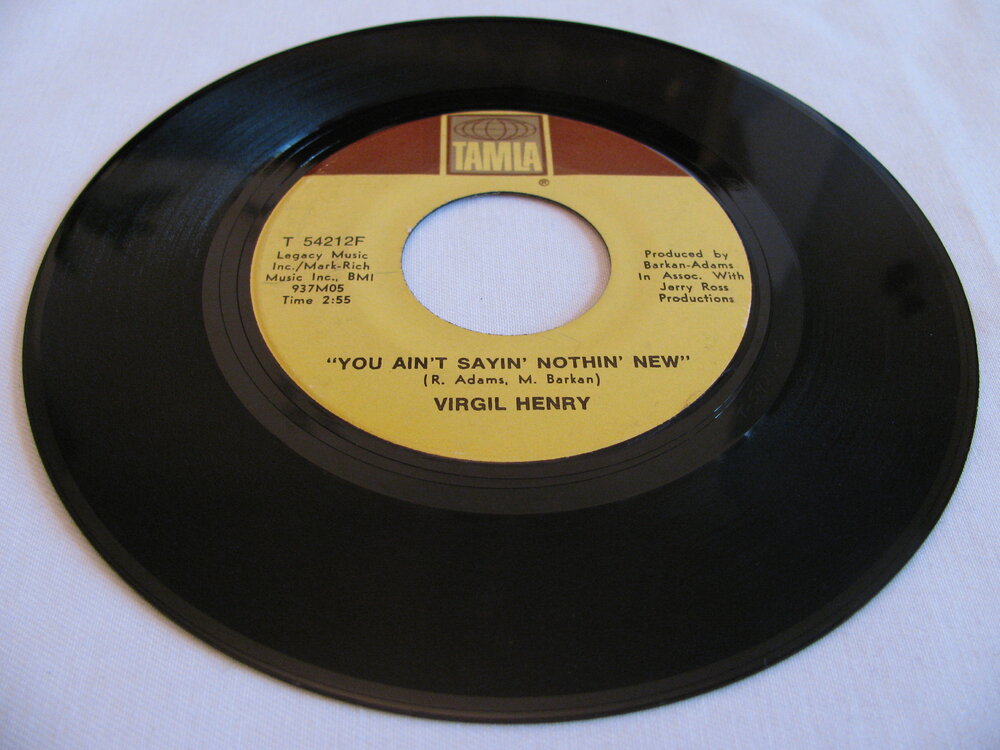 TAMLA
®
T 54212F
Legacy Music
Inc./Mark-Rich
Music Inc., BMI
937M05
Time 2:55
Produced by
Barkan-Adams
In Assoc. With
Jerry Ross
Productions
"YOU AIN'T SAYIN' NOTHIN' NEW"
(R. Adams, M. Barkan)
VIRGIL HENRY